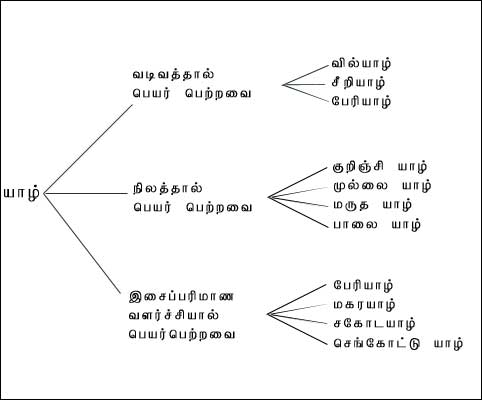 யாழ்
வடிவத்தால்
பெயர் பெற்றவை
வில்யாழ்
சீறியாழ்
பேரியாழ்
நிலத்தால்
பெயர் பெற்றவை
குறிஞ்சி யாழ்
முல்லை யாழ்
மருத யாழ்
பாலை யாழ்
இசைப்பரிமாண
வளர்ச்சியால்
பெயர்பெற்றவை
பேரியாழ்
மகரயாழ்
சகோடயாழ்
செங்கோட்டு யாழ்